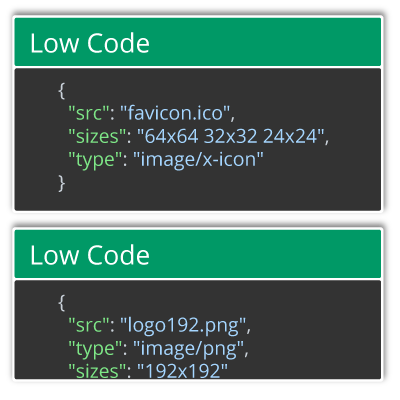 Low Code
{
"src": "favicon.ico",
"sizes": "64x64 32x32 24x24",
"type": "image/x-icon"
}
Low Code
{
"src": "logo192.png",
"type": "image/png",
"sizes": "192x192"